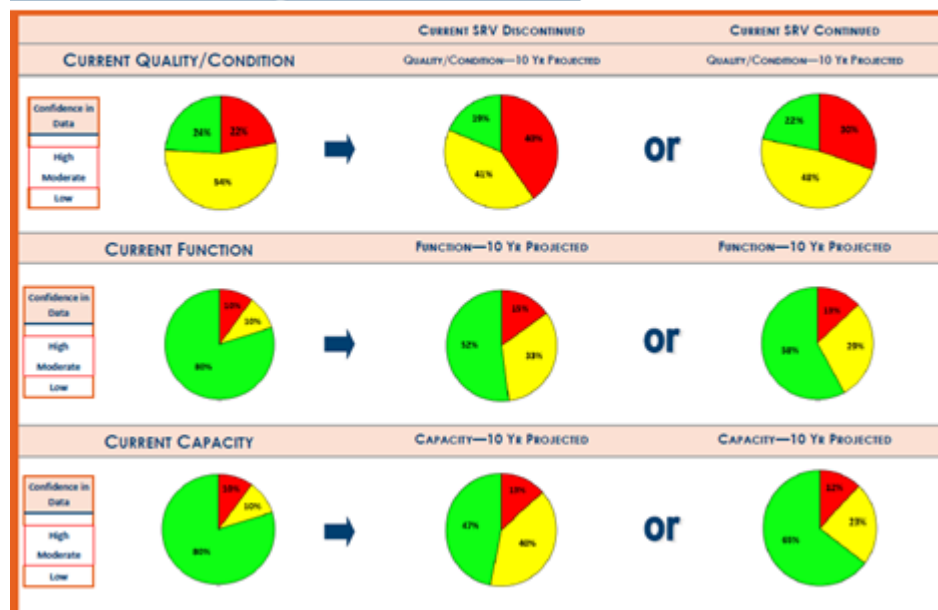 CURRENT SRV DISCONTINUED CURRENT SRV CONTINUED
CURRENT QUALITY/CONDITION QUALITY/CONDITION—10 YR PROJECTED QUALITY/CONDITION—10 YR PROJECTED
Confidence in
Data
High
Moderate
Low
24% 22%
54%
19% 40%
41%
or
22% 30%
48%
CURRENT FUNCTION FUNCTION—10 YR PROJECTED FUNCTION—10 YR PROJECTED
Confidence in
Data
High
Moderate
Low
10%
10%
80%
15%
52% 33%
or
13%
58% 29%
CURRENT CAPACITY CAPACITY—10 YR PROJECTED CAPACITY—10 YR PROJECTED
Confidence in
Data
High
Moderate
Low
10%
10%
80%
13%
47% 40%
or
12%
23%
65%